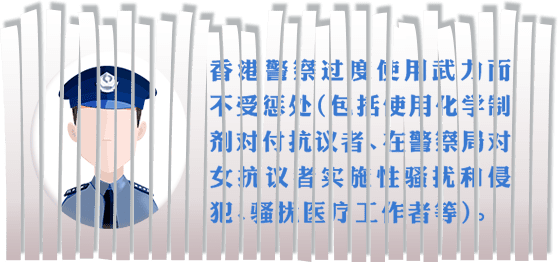 香港警察过度使用武力而
不受惩处(包括使用化学制
剂对付抗议者、在警察局对
女抗议者实施性骚扰和侵
犯、骚扰医疗工作者等)。